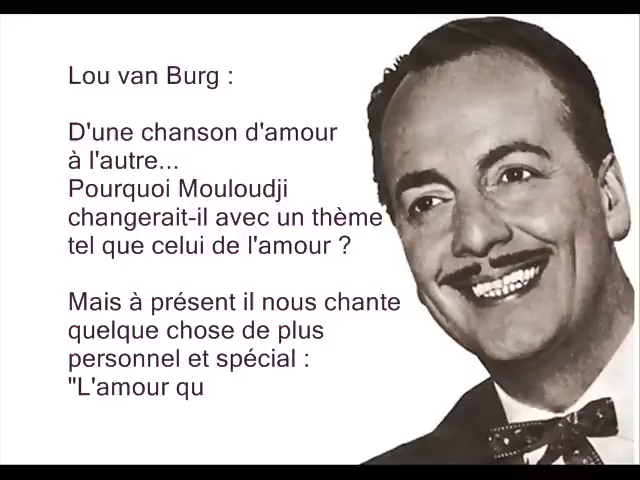 Lou van Burg :
D'une chanson d'amour
à l'autre...
Pourquoi Mouloudji
changerait-il avec un thème
tel que celui de l'amour ?
Mais à présent il nous chante
quelque chose de plus
personnel et spécial :
"L'amour qu